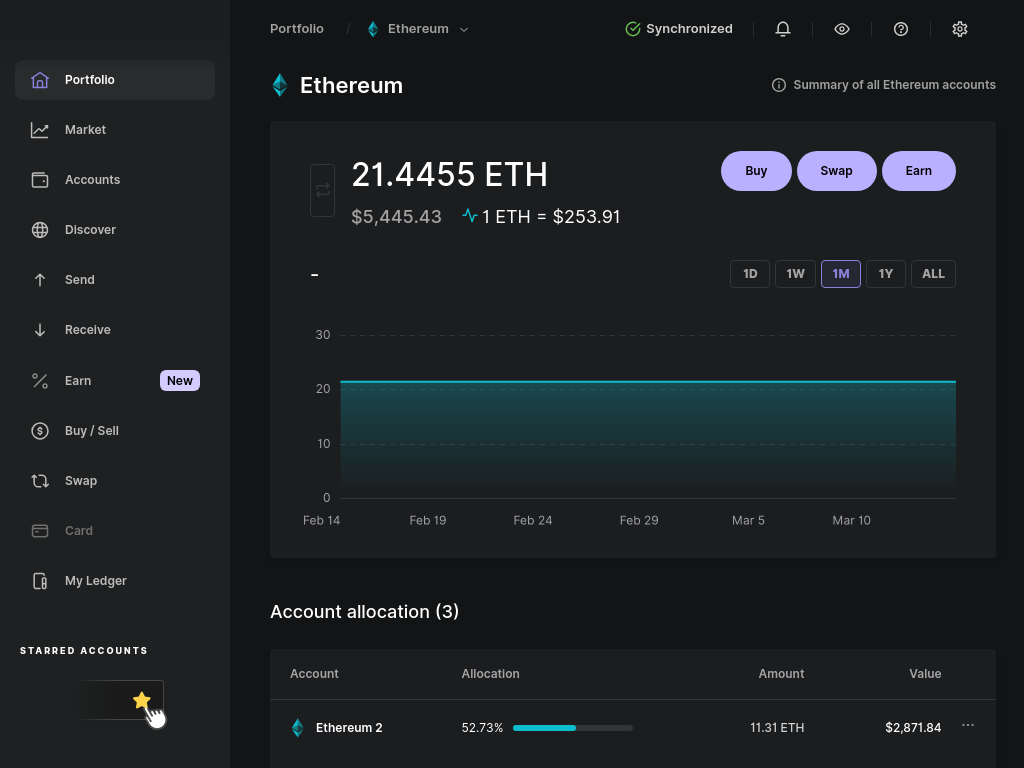 Portfolio / Ethereum
Synchronized
Portfolio
Market
Accounts
Discover
Send
Receive
Earn New
Buy / Sell
Swap
Card
My Ledger
STARRED ACCOUNTS
Ethereum
Summary of all Ethereum accounts
21.4455 ETH
$5,445.43 1 ETH = $253.91
Buy Swap Earn
-
1D 1W 1M 1Y ALL
30
20
10
0
Feb 14 Feb 19 Feb 24 Feb 29 Mar 5 Mar 10
Account allocation (3)
Account Allocation Amount Value
Ethereum 2 52.73% 11.31 ETH $2,871.84 ...